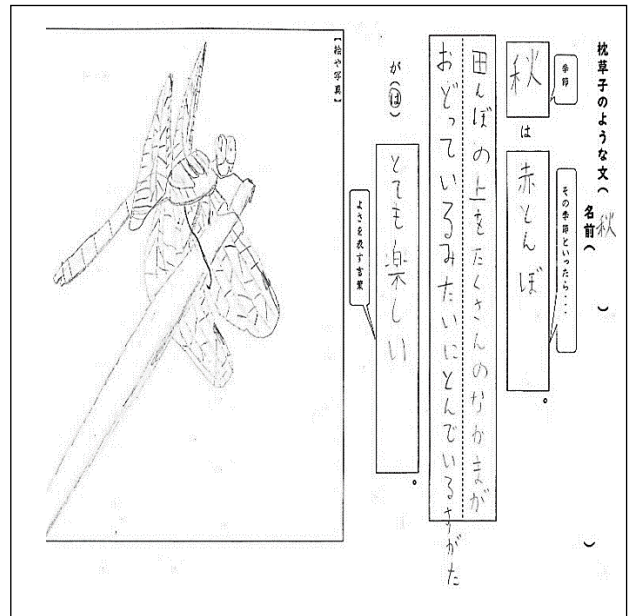 枕草子のような文（秋）
名前（　　　）
季節
秋
は
その季節といったら・・・
赤とんぼ。
田んぼの上をたくさんのなかまが
おどっているみたいにとんでいるすがた
が（は）
とても楽しい。
よさを表す言葉
【絵や写真】